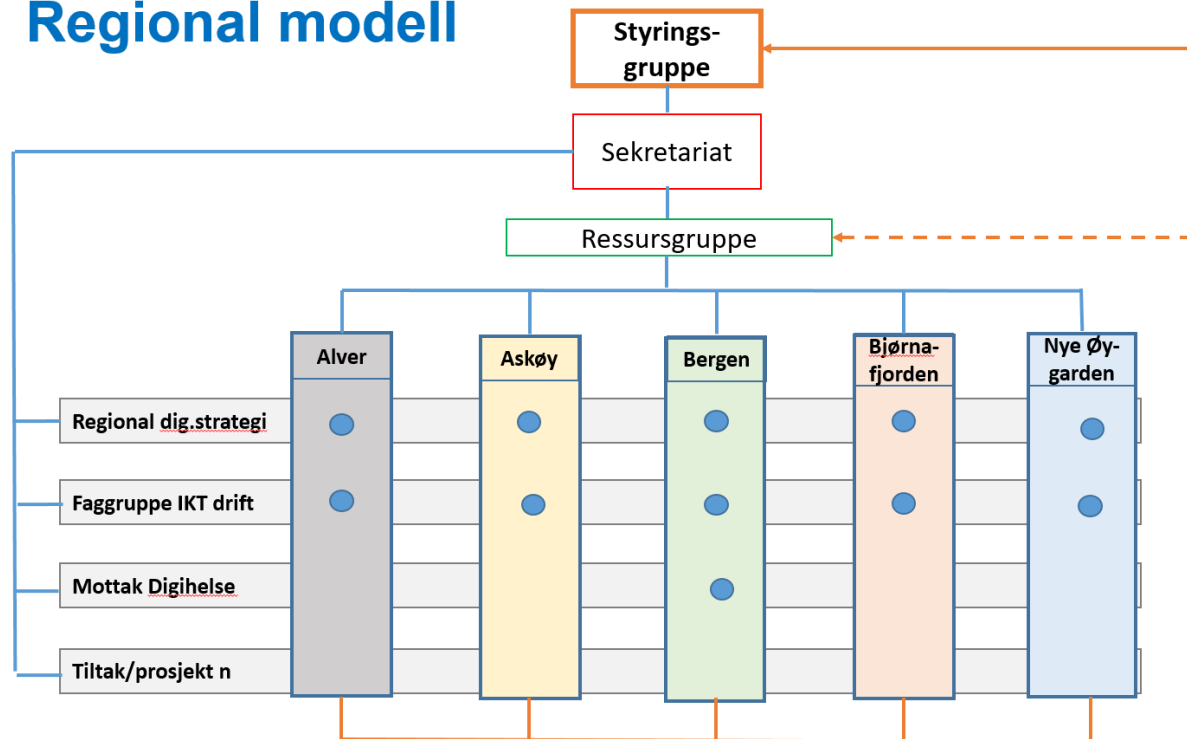 Regional modell
Styrings-
gruppe
Sekretariat
Ressursgruppe
Alver
Askøy
Bergen
Bjørna-
fjorden
Nye Øy-
garden
Regional dig.strategi
Faggruppe IKT drift
Mottak Digihelse
Tiltak/prosjekt n